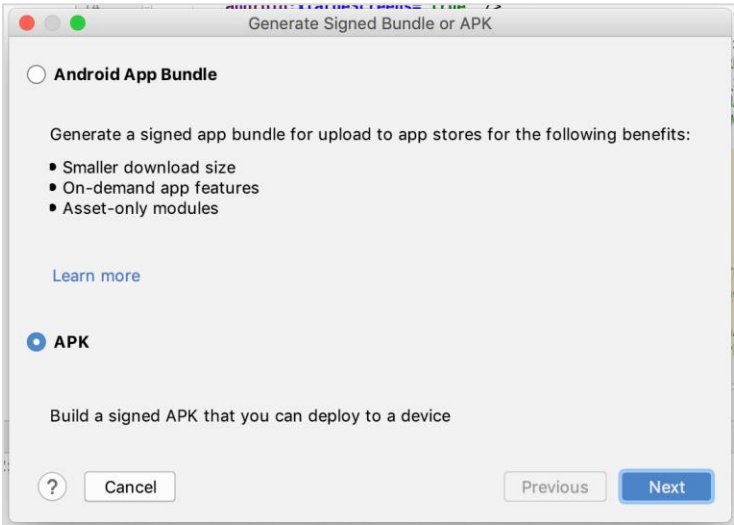 Generate Signed Bundle or APK
Android App Bundle
Generate a signed app bundle for upload to app stores for the following benefits:
• Smaller download size
• On-demand app features
• Asset-only modules
Learn more
APK
Build a signed APK that you can deploy to a device
? Cancel Previous Next